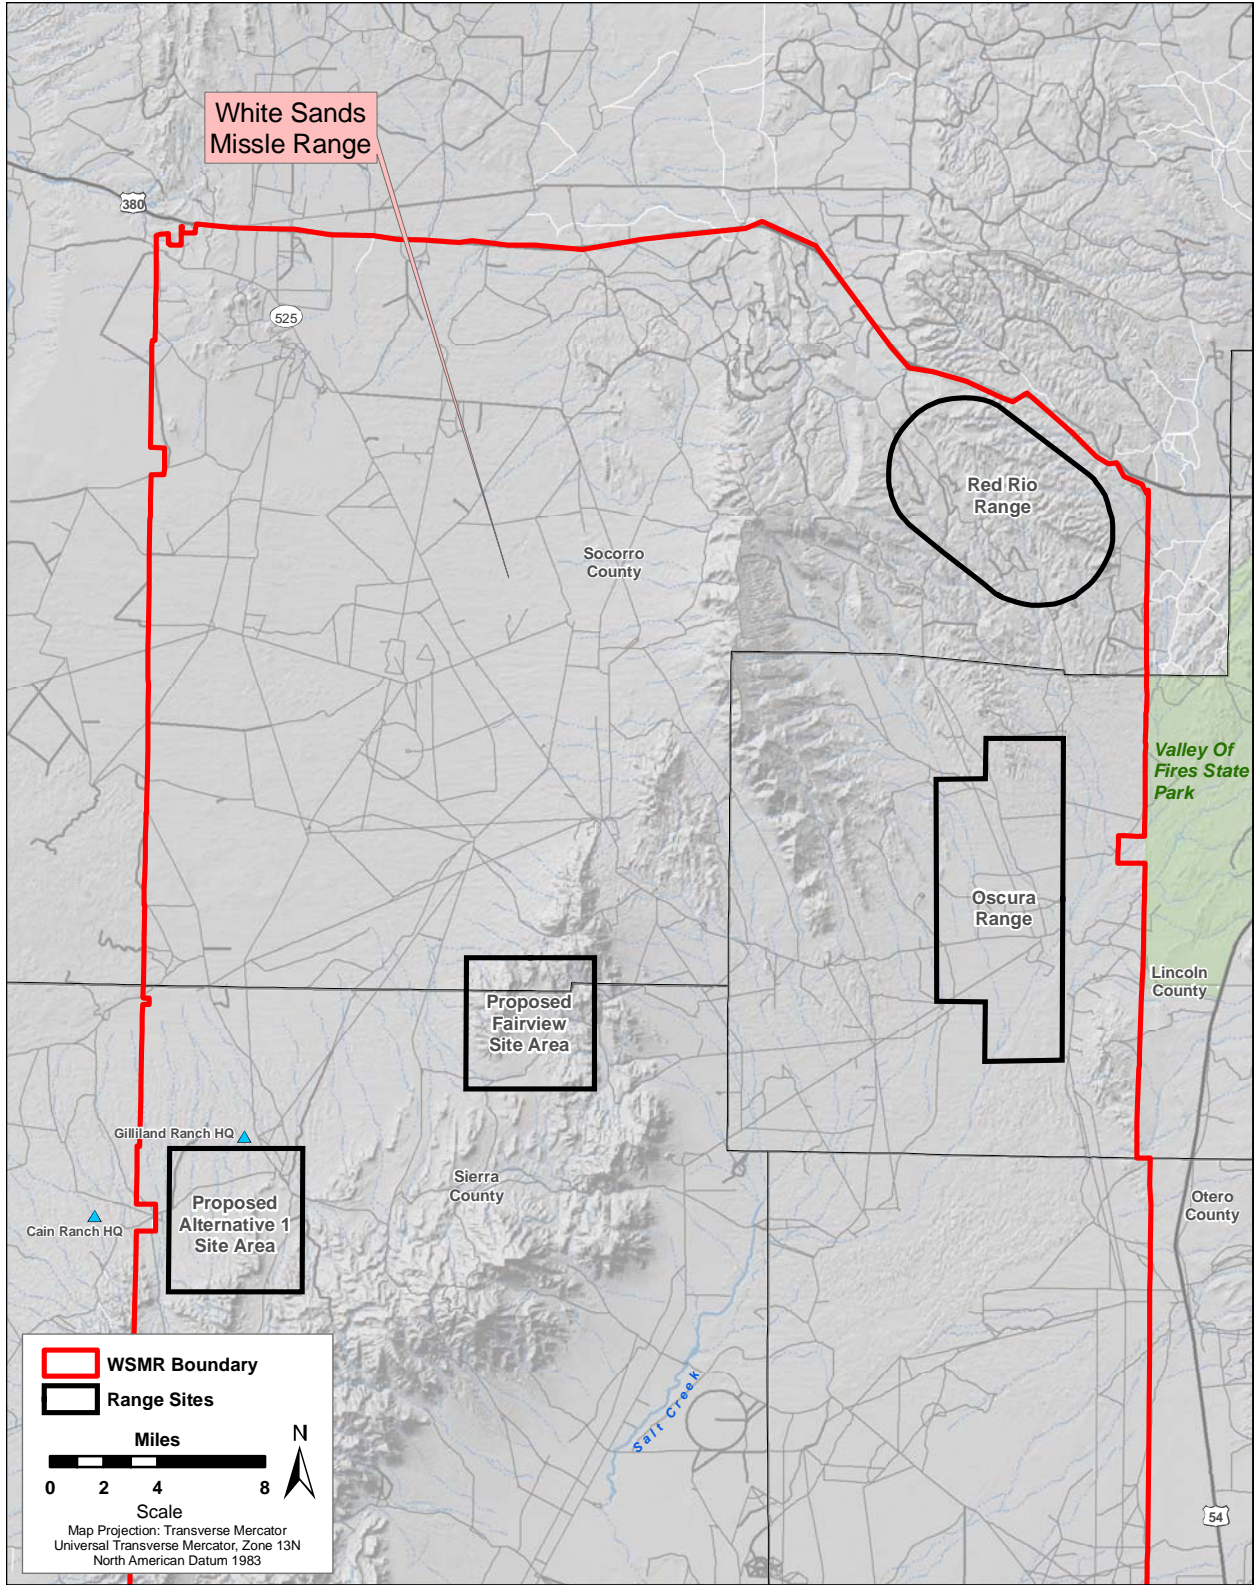 White Sands
Missle Range
380
525
Red Rio
Range
Socorro
County
Valley Of
Fires State
Park
Oscura
Range
Lincoln
County
Proposed
Fairview
Site Area
Gilliland Ranch HQ
Sierra
County
Proposed
Alternative 1
Site Area
Otero
County
Cain Ranch HQ
WSMR Boundary
Range Sites
Miles
N
0 2 4 8
Scale
Map Projection: Transverse Mercator
Universal Transverse Mercator, Zone 13N
North American Datum 1983
Salt Creek
54